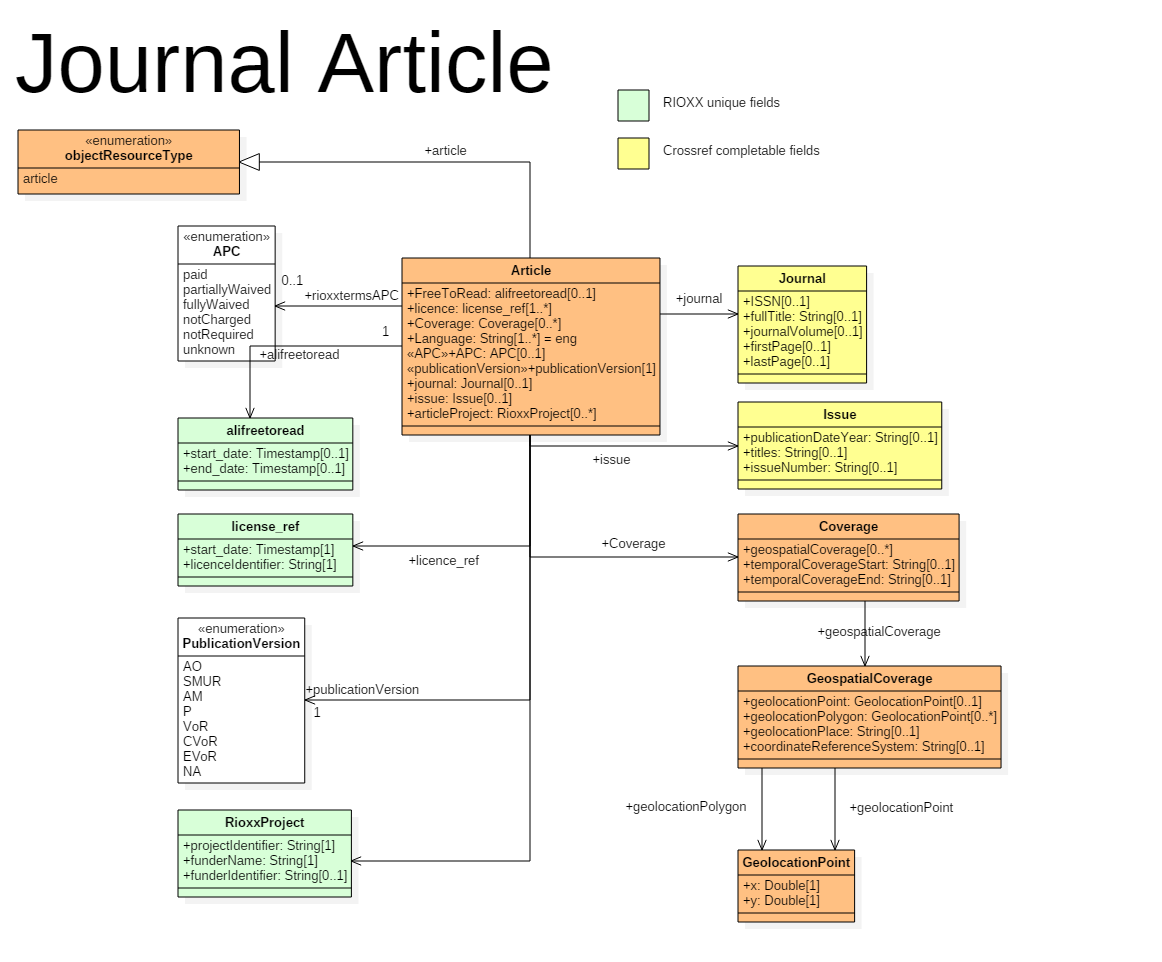 Journal Article
RIOXX unique fields
Crossref completable fields
«enumeration»
objectResourceType
article
+article
«enumeration»
APC
paid
partiallyWaived
fullyWaived
notCharged
notRequired
unknown
0..1
+rioxxtermsAPC
1
+alifreetoread
Article
+FreeToRead: alifreetoread[0..1]
+licence: license_ref[1..*]
+Coverage: Coverage[0..*]
+Language: String[1..*] = eng
«APC»+APC: APC[0..1]
«publicationVersion»+publicationVersion[1]
+journal: Journal[0..1]
+issue: Issue[0..1]
+articleProject: RioxxProject[0..*]
+journal
Journal
+ISSN[0..1]
+fullTitle: String[0..1]
+journalVolume[0..1]
+firstPage[0..1]
+lastPage[0..1]
alifreetoread
+start_date: Timestamp[0..1]
+end_date: Timestamp[0..1]
+issue
Issue
+publicationDateYear: String[0..1]
+titles: String[0..1]
+issueNumber: String[0..1]
license_ref
+start_date: Timestamp[1]
+licenceIdentifier: String[1]
+licence_ref
+Coverage
Coverage
+geospatialCoverage[0..*]
+temporalCoverageStart: String[0..1]
+temporalCoverageEnd: String[0..1]
+geospatialCoverage
«enumeration»
PublicationVersion
AO
SMUR
AM
P
VoR
CVoR
EVoR
NA
+publicationVersion
1
GeospatialCoverage
+geolocationPoint: GeolocationPoint[0..1]
+geolocationPolygon: GeolocationPoint[0..*]
+geolocationPlace: String[0..1]
+coordinateReferenceSystem: String[0..1]
+geolocationPolygon
+geolocationPoint
RioxxProject
+projectIdentifier: String[1]
+funderName: String[1]
+funderIdentifier: String[0..1]
GeolocationPoint
+x: Double[1]
+y: Double[1]